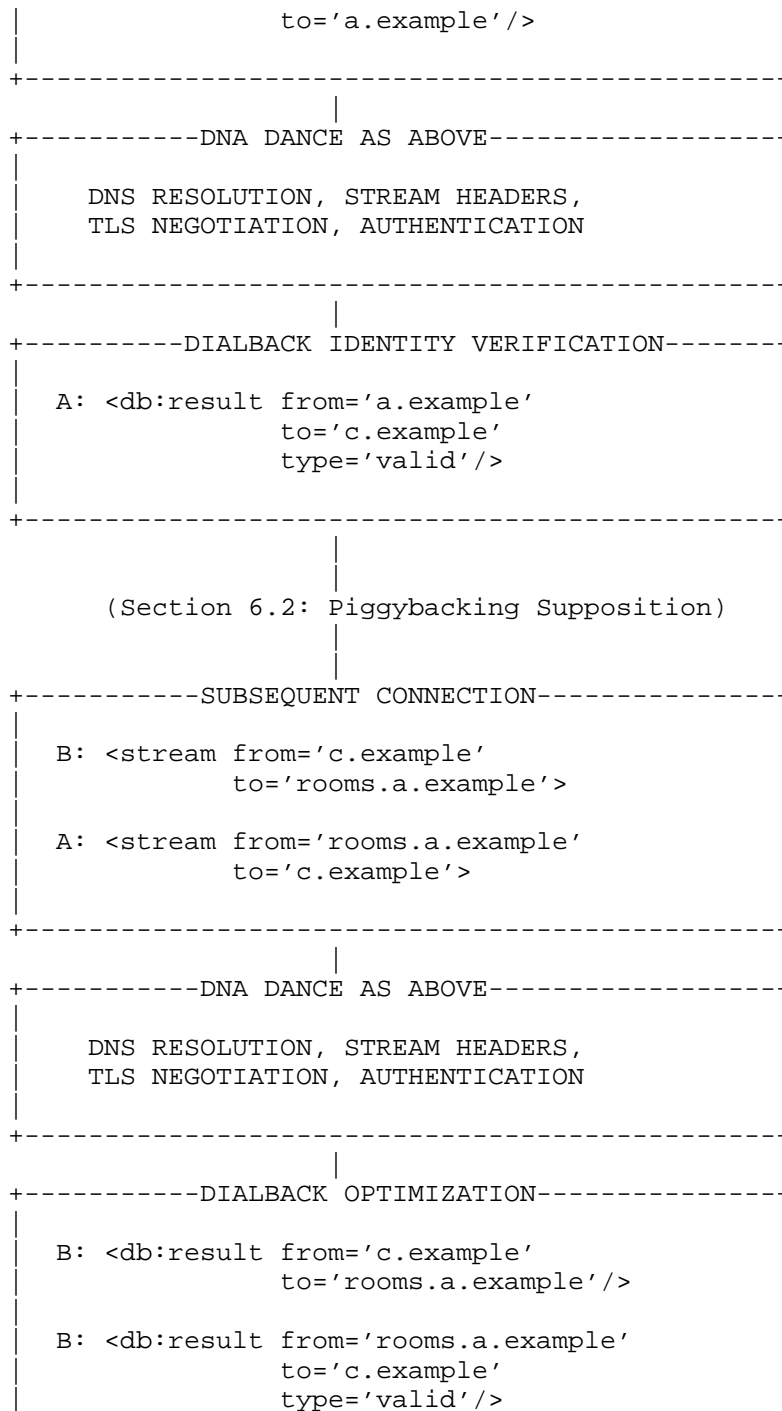 |                 to='a.example'/>
|
+-----------------------------------------------
                    |
+-----------DNA DANCE AS ABOVE------------------
|
|    DNS RESOLUTION, STREAM HEADERS,
|    TLS NEGOTIATION, AUTHENTICATION
|
+-----------------------------------------------
                    |
+----------DIALBACK IDENTITY VERIFICATION-------
|
|  A: <db:result from='a.example'
|                to='c.example'
|                type='valid'/>
|
+-----------------------------------------------
                    |
                    |
      (Section 6.2: Piggybacking Supposition)
                    |
                    |
+-----------SUBSEQUENT CONNECTION---------------
|
|  B: <stream from='c.example'
|             to='rooms.a.example'>
|
|  A: <stream from='rooms.a.example'
|             to='c.example'>
|
+-----------------------------------------------
                    |
+-----------DNA DANCE AS ABOVE------------------
|
|    DNS RESOLUTION, STREAM HEADERS,
|    TLS NEGOTIATION, AUTHENTICATION
|
+-----------------------------------------------
                    |
+-----------DIALBACK OPTIMIZATION---------------
|
|  B: <db:result from='c.example'
|                to='rooms.a.example'/>
|
|  B: <db:result from='rooms.a.example'
|                to='c.example'
|                type='valid'/>